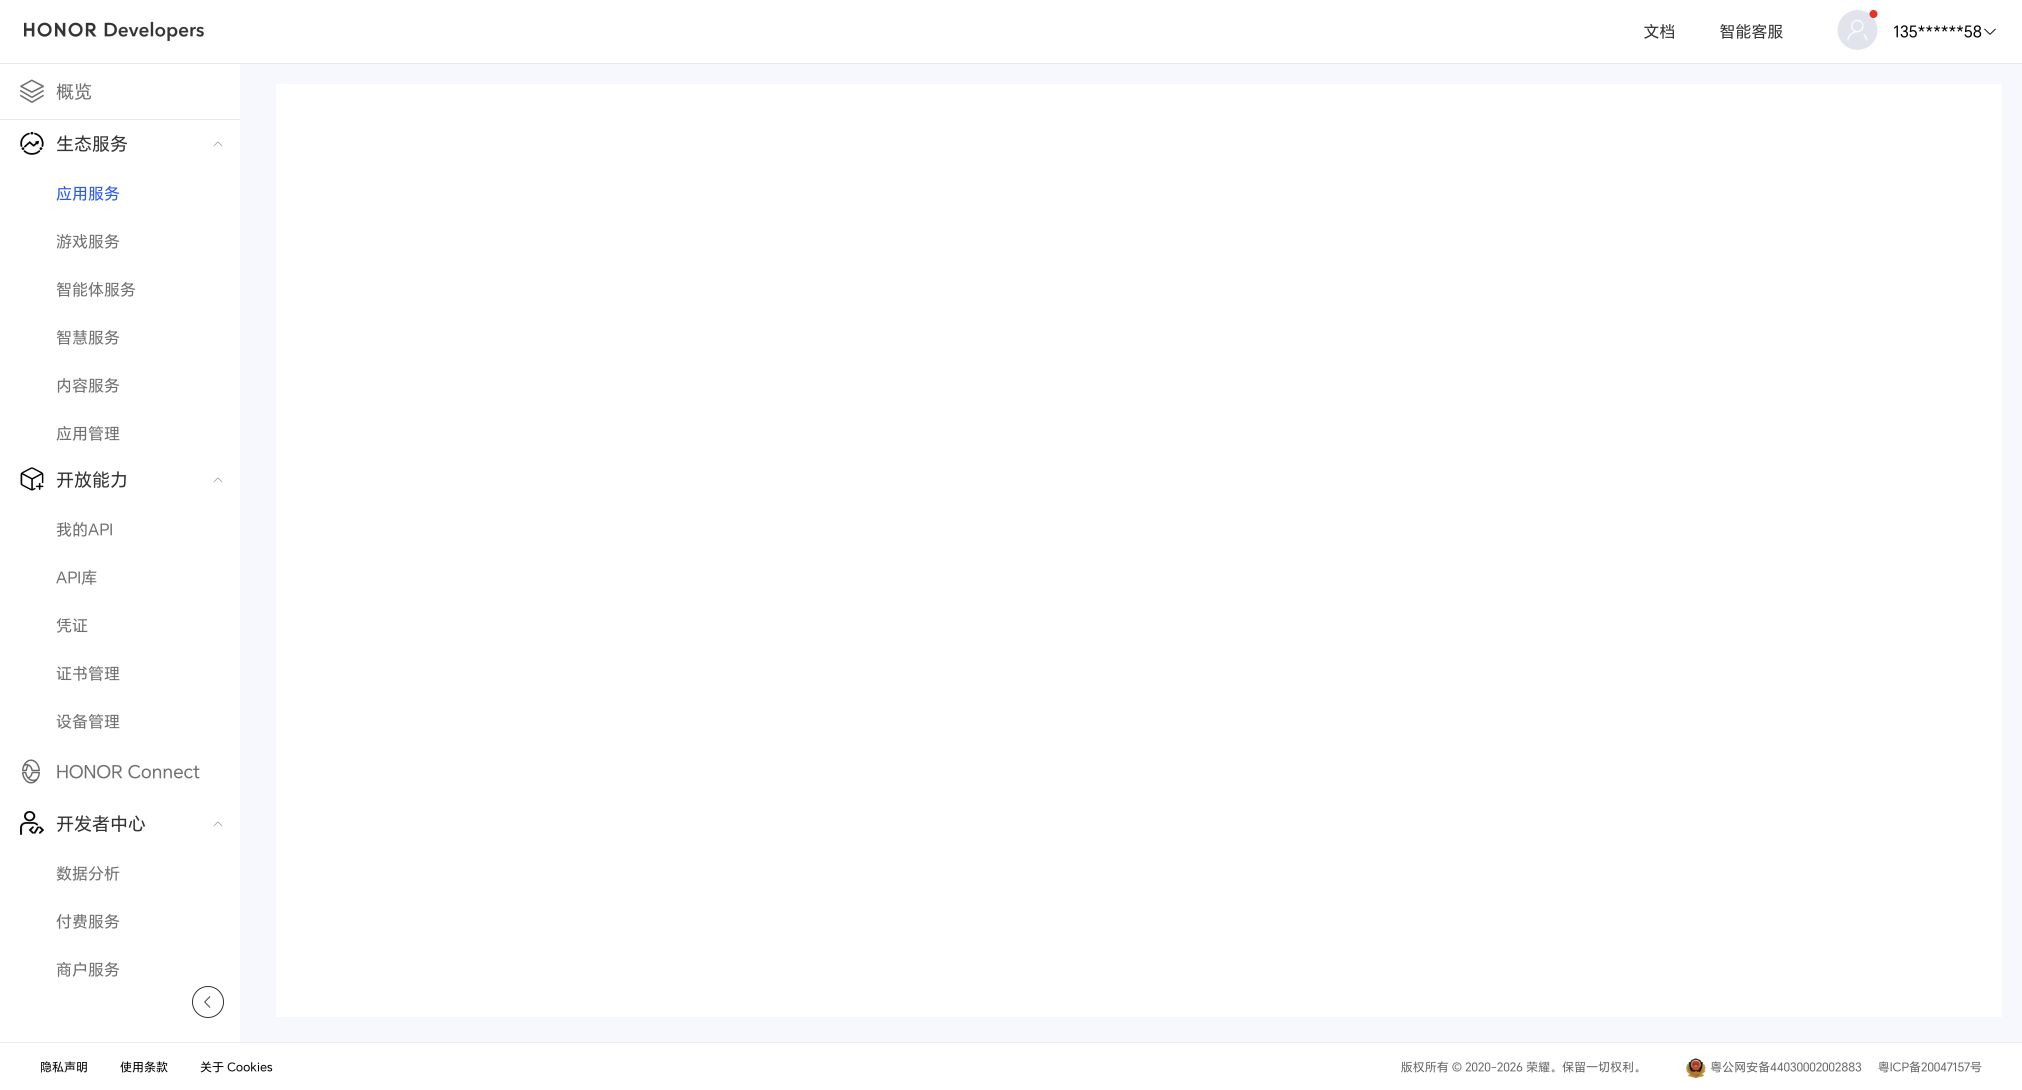 HONOR Developers
文档
智能客服
135******58
概览
生态服务
应用服务
游戏服务
智能体服务
智慧服务
内容服务
应用管理
开放能力
我的API
API库
凭证
证书管理
设备管理
HONOR Connect
开发者中心
数据分析
付费服务
商户服务
隐私声明 使用条款 关于 Cookies
版权所有 © 2020-2026 荣耀。保留一切权利。 粤公网安备44030002002883 粤ICP备20047157号